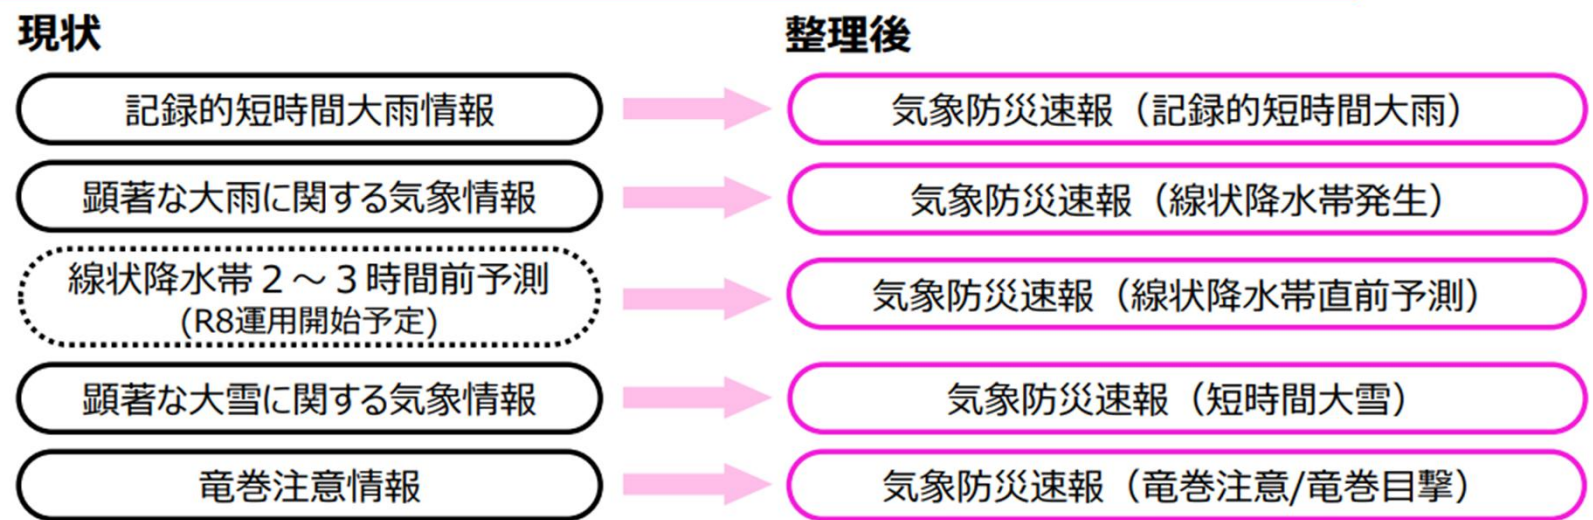 現状
整理後
記録的短時間大雨情報
気象防災速報（記録的短時間大雨）
顕著な大雨に関する気象情報
気象防災速報（線状降水帯発生）
線状降水帯２～３時間前予測
(R8運用開始予定)
気象防災速報（線状降水帯直前予測）
顕著な大雪に関する気象情報
気象防災速報（短時間大雪）
竜巻注意情報
気象防災速報（竜巻注意/竜巻目撃）